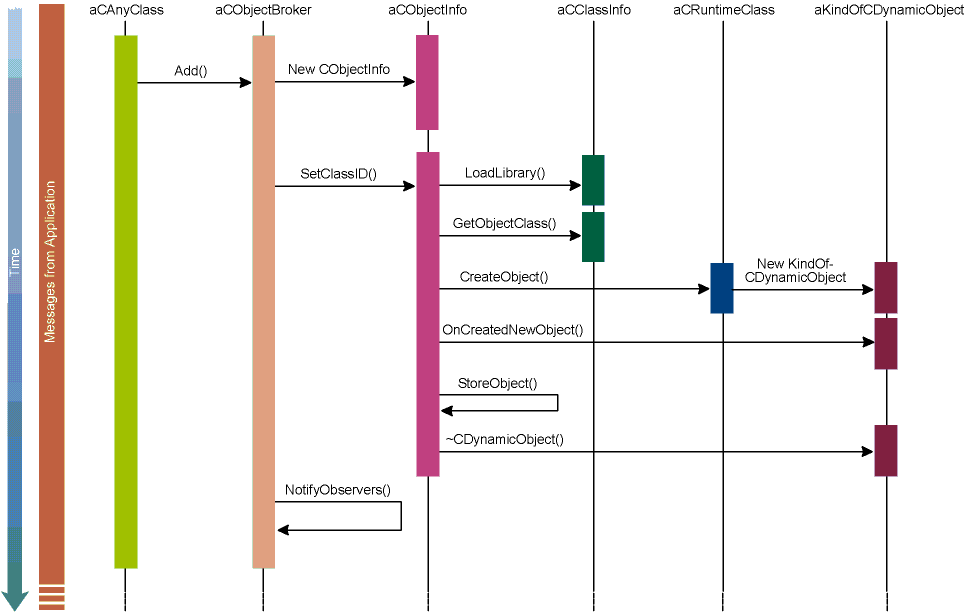 aCAnyClass aCObjectBroker aCObjectInfo aCClassInfo aCRuntimeClass aKindOfCDynamicObject
Add()
New CObjectInfo
SetClassID()
LoadLibrary()
GetObjectClass()
CreateObject()
New KindOf-
CDynamicObject
OnCreatedNewObject()
StoreObject()
~CDynamicObject()
NotifyObservers()
Time
Messages from Application